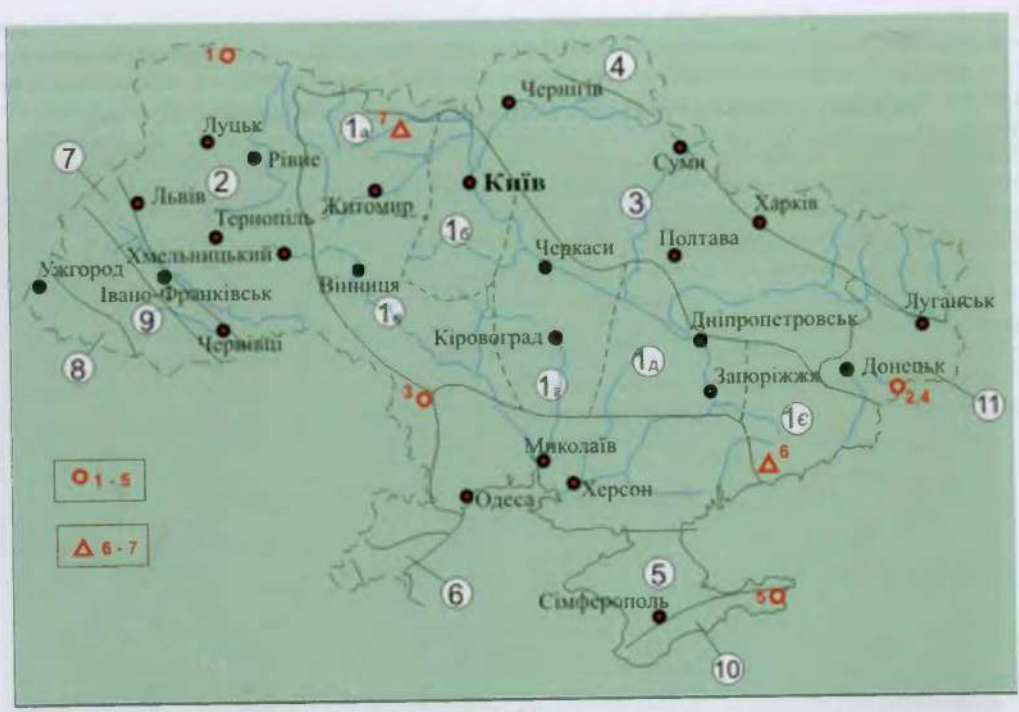 1
4
Чернігів
1а
7
Луцьк
7
Рівне
Суми
2
Київ
Львів
Житомир
3
Харків
Тернопіль
1б
Полтава
Хмельницький
Черкаси
Ужгород
Вінниця
Івано-Франківськ
1в
Луганськ
9
Дніпропетровськ
Чернівці
Кіровоград
8
1д
Донецьк
Запоріжжя
3
1г
2,4
11
1є
Миколаїв
6
1 - 5
Херсон
Одеса
6 - 7
5
6
Сімферополь
5
10